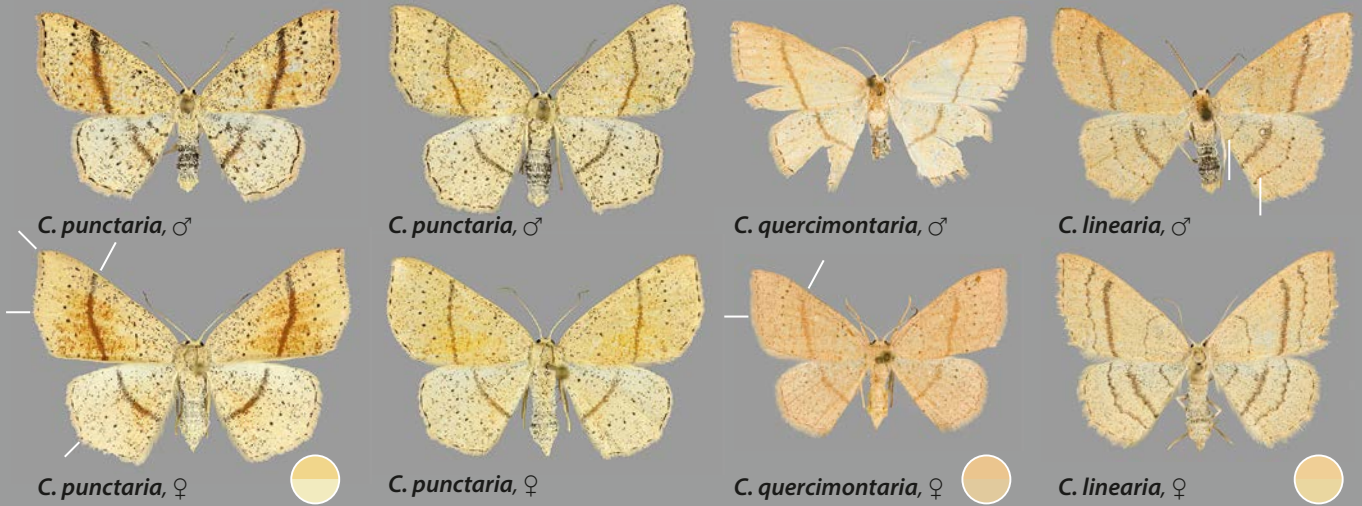 C. punctaria, ♂
C. punctaria, ♂
C. quercimontaria, ♂
C. linearia, ♂
C. punctaria, ♀
C. punctaria, ♀
C. quercimontaria, ♀
C. linearia, ♀